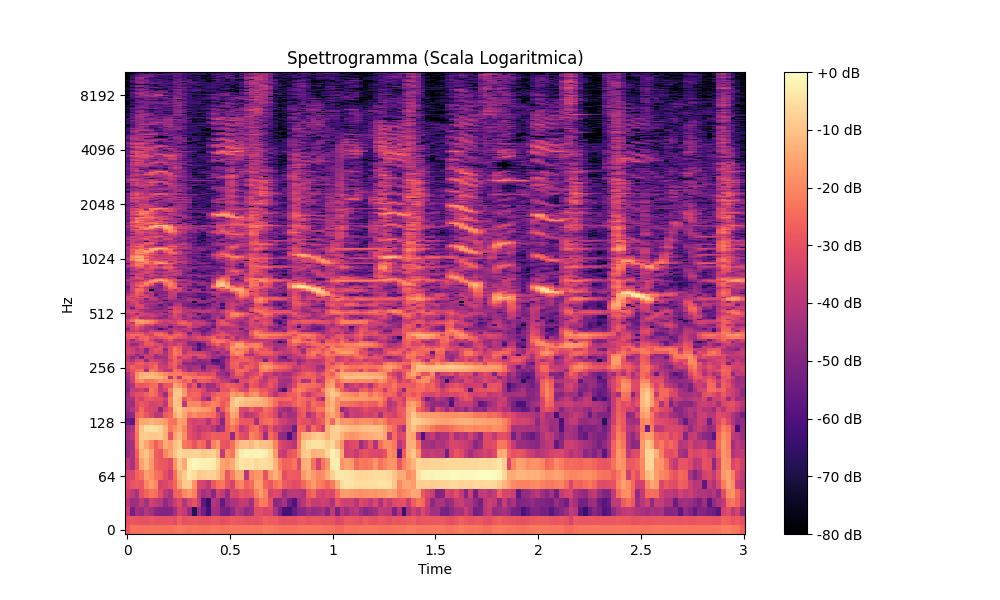 Spettrogramma (Scala Logaritmica)
Hz
8192
4096
2048
1024
512
256
128
64
0
0
0.5
1
1.5
2
2.5
3
Time
+0 dB
-10 dB
-20 dB
-30 dB
-40 dB
-50 dB
-60 dB
-70 dB
-80 dB